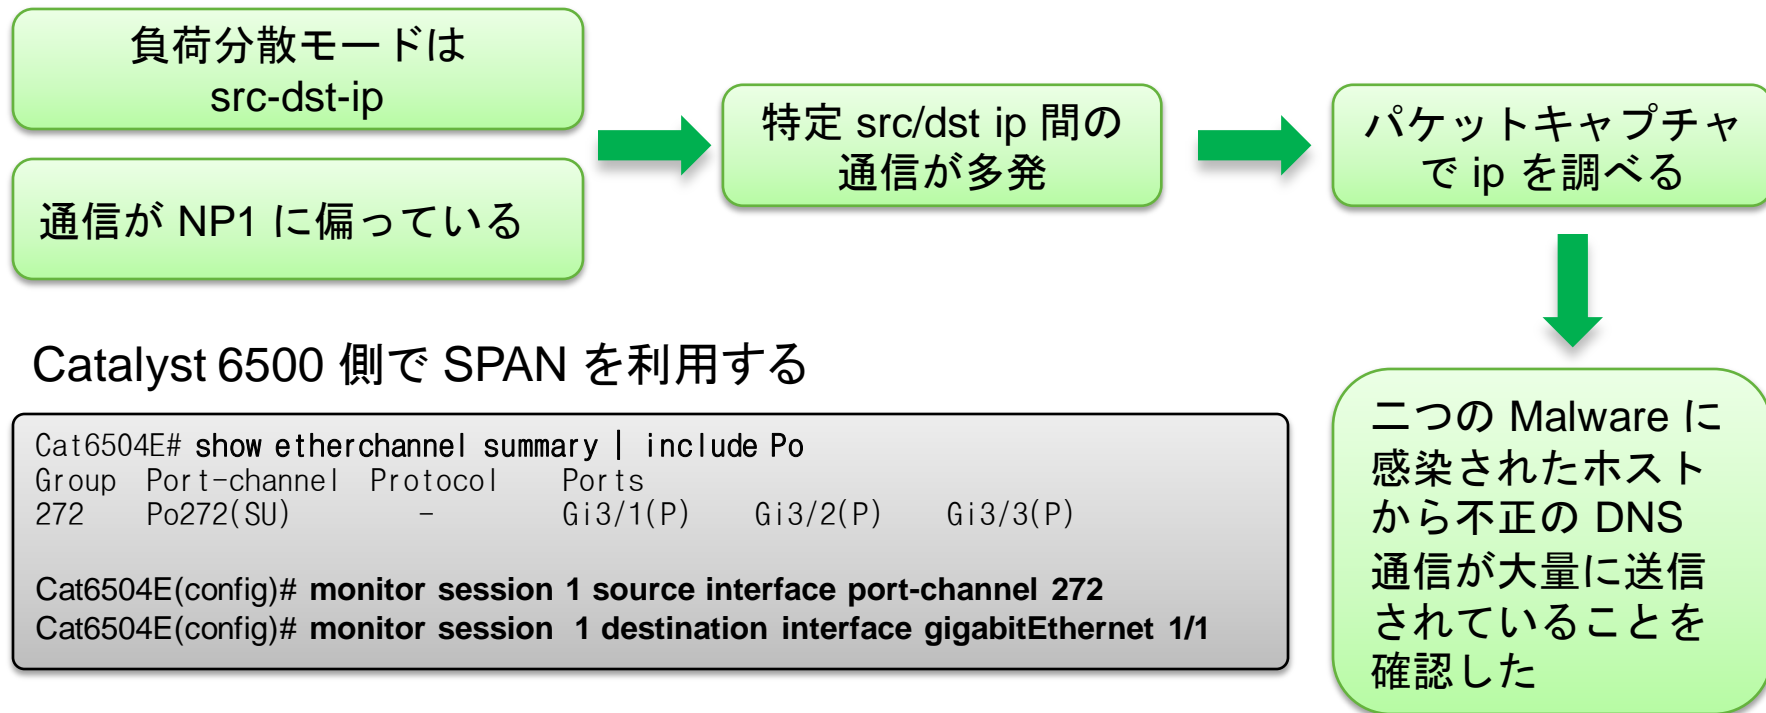 負荷分散モードは
src-dst-ip
通信が NP1 に偏っている
特定 src/dst ip 間の
通信が多発
パケットキャプチャ
で ip を調べる
二つの Malware に
感染されたホスト
から不正の DNS
通信が大量に送信
されていることを
確認した
Catalyst 6500 側で SPAN を利用する
Cat6504E# show etherchannel summary | include Po
Group Port-channel Protocol Ports
272 Po272(SU) - Gi3/1(P) Gi3/2(P) Gi3/3(P)
Cat6504E(config)# monitor session 1 source interface port-channel 272
Cat6504E(config)# monitor session 1 destination interface gigabitEthernet 1/1